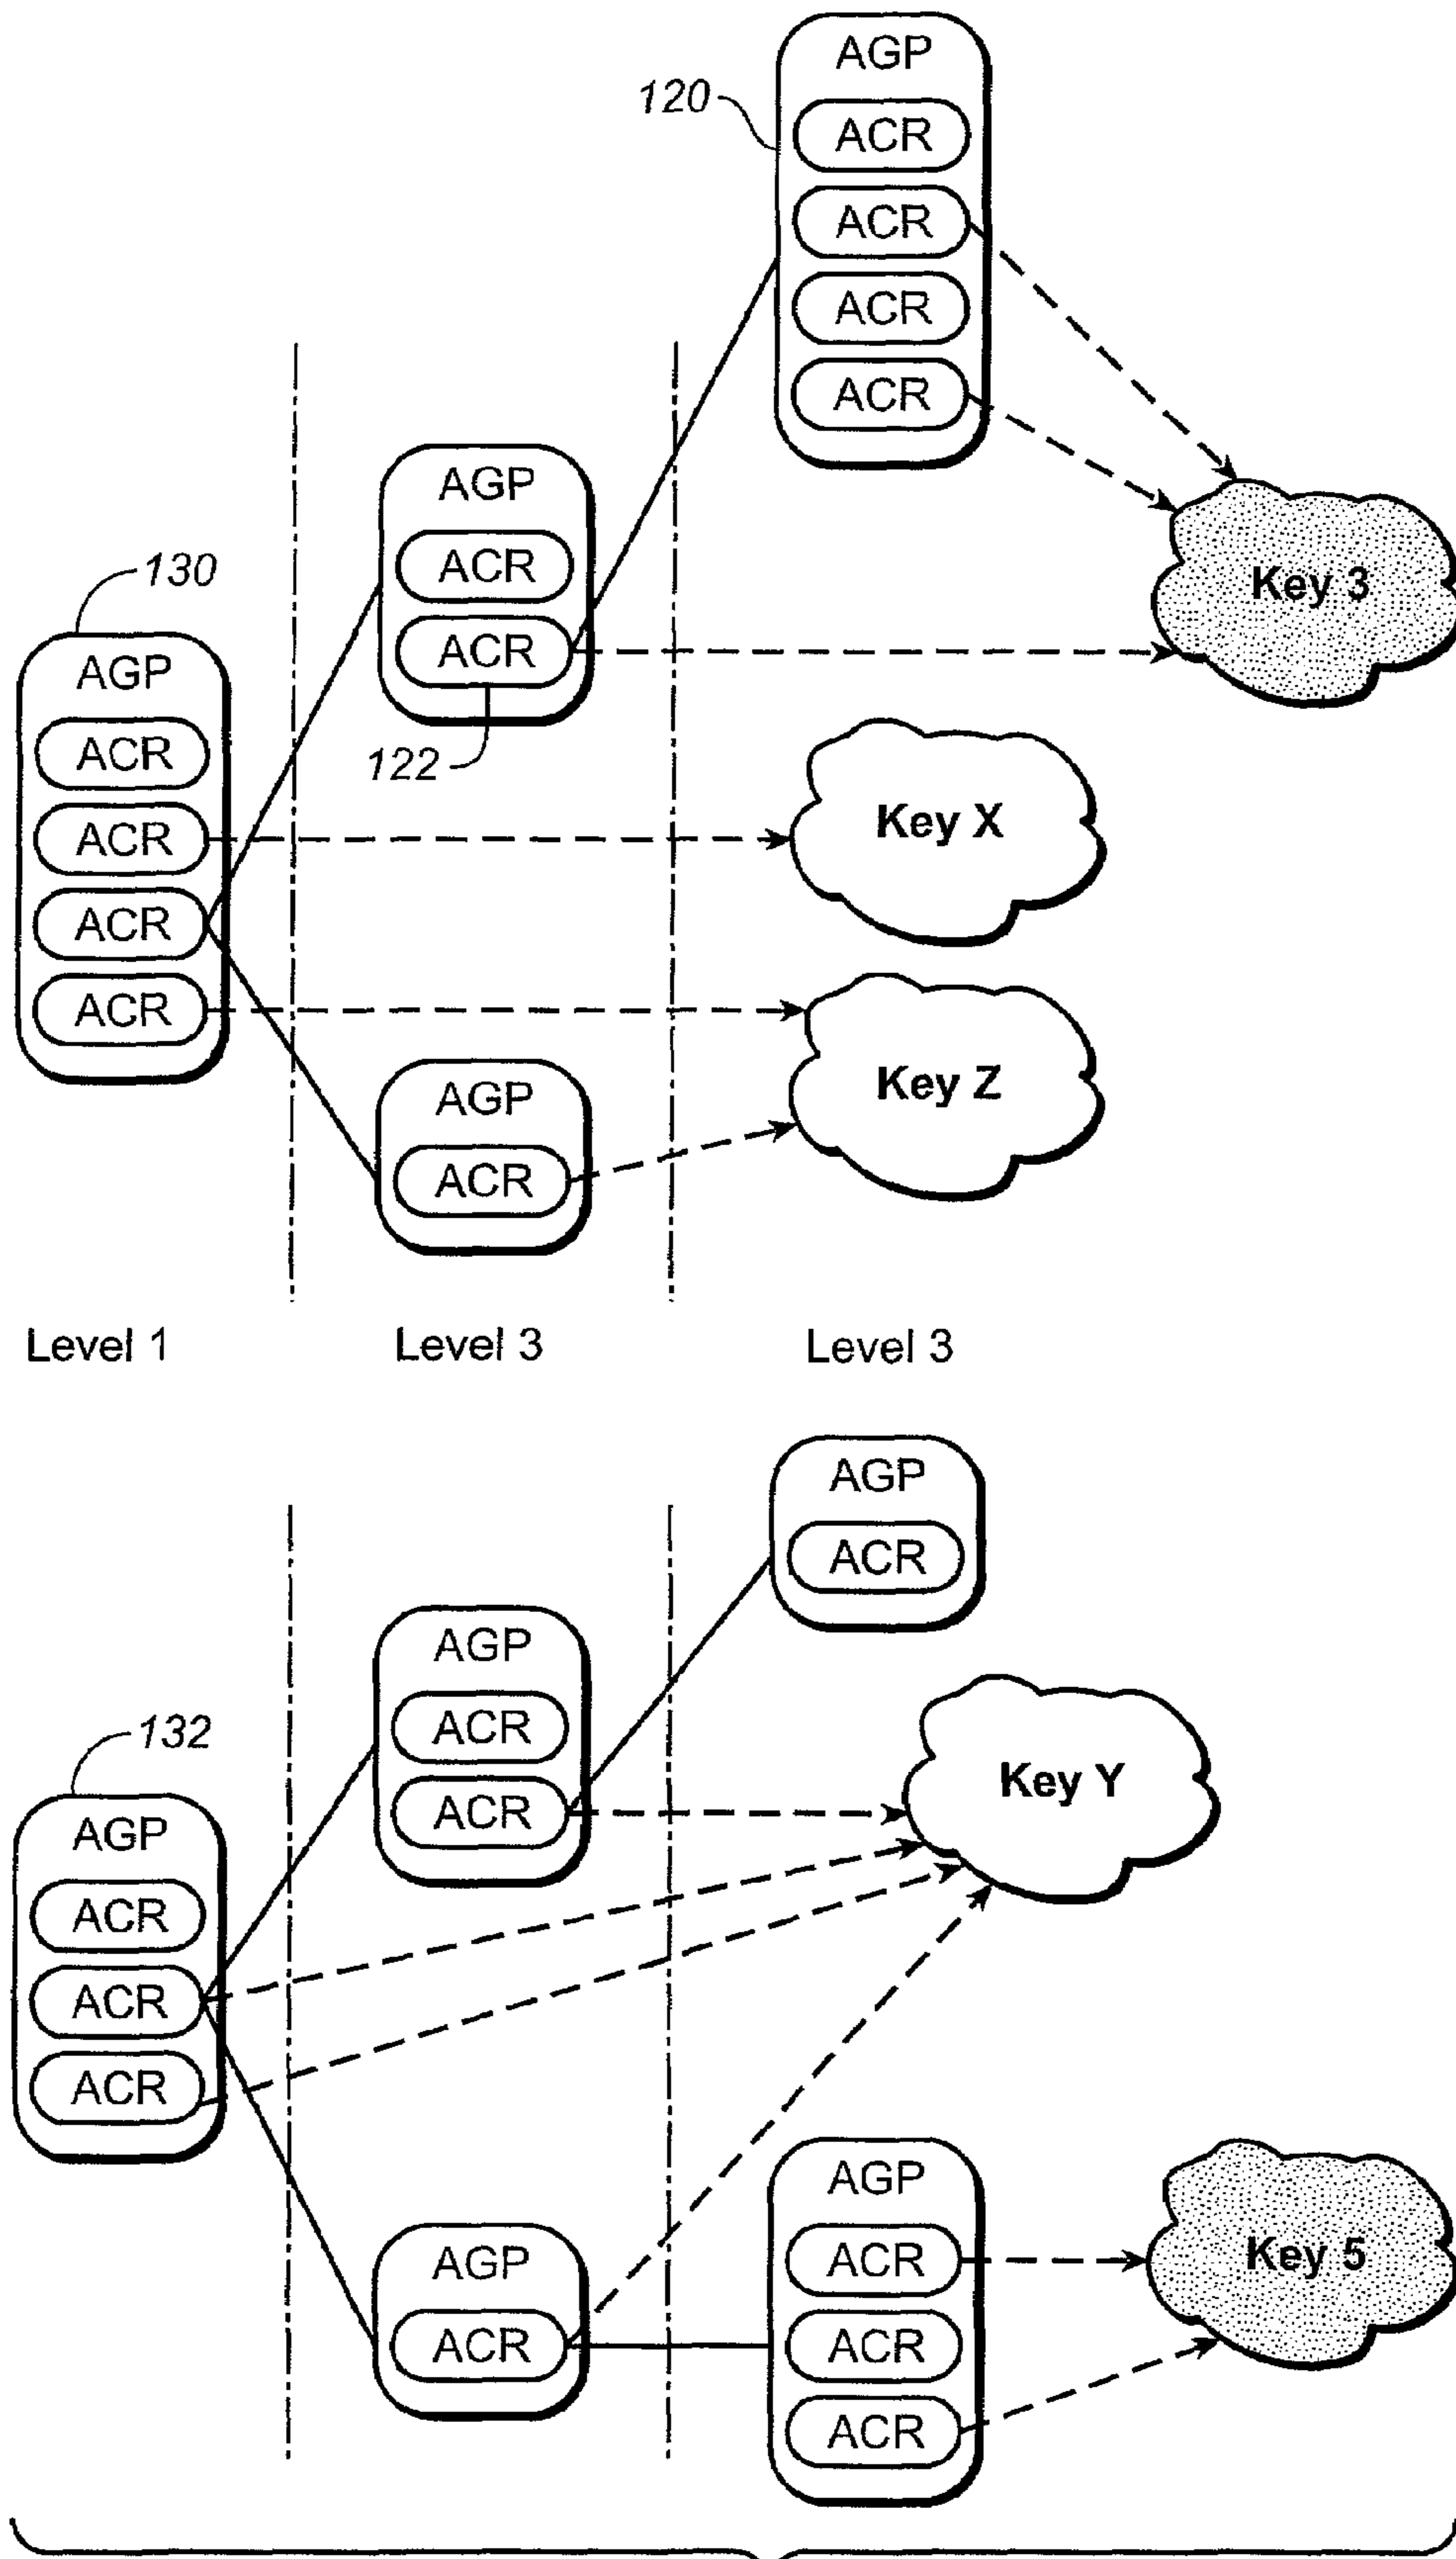 AGP
120
ACR
ACR
ACR
ACR
AGP
ACR
ACR
122
Key 3
130
AGP
ACR
ACR
ACR
ACR
Key X
Key Z
AGP
ACR
Level 1
Level 3
Level 3
AGP
ACR
AGP
ACR
ACR
Key Y
132
AGP
ACR
ACR
ACR
AGP
ACR
AGP
ACR
ACR
ACR
Key 5